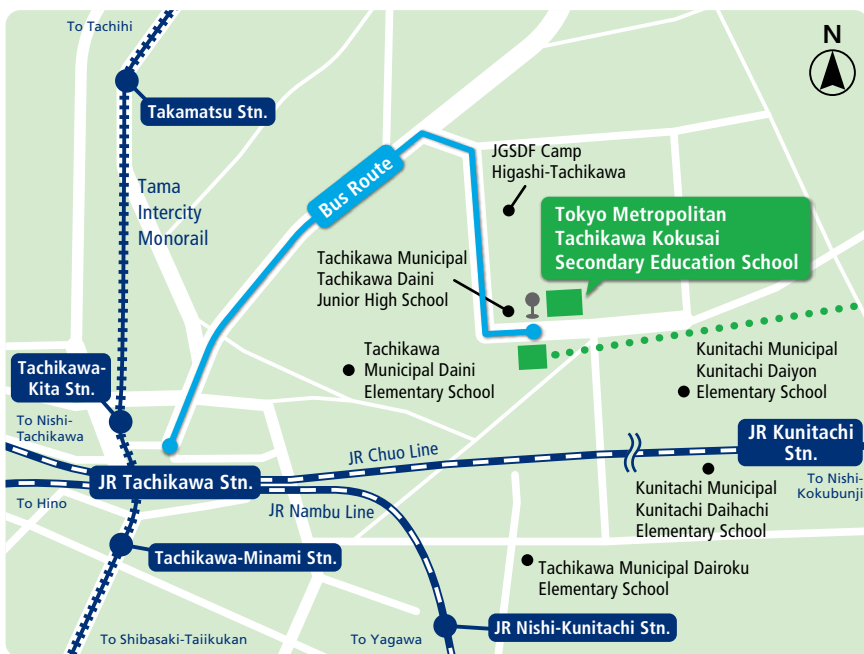 To Tachihi
N
Takamatsu Stn.
Tama
Intercity
Monorail
Bus Route
JGSDF Camp
Higashi-Tachikawa
Tokyo Metropolitan
Tachikawa Kokusai
Secondary Education School
Tachikawa Municipal
Tachikawa Daini
Junior High School
Tachikawa
Municipal Daini
Elementary School
Kunitachi Municipal
Kunitachi Daiyon
Elementary School
Tachikawa-
Kita Stn.
To Nishi-
Tachikawa
JR Chuo Line
JR Kunitachi
Stn.
JR Tachikawa Stn.
To Nishi-
Kokubunji
To Hino
JR Nambu Line
Kunitachi Municipal
Kunitachi Daihachi
Elementary School
Tachikawa-Minami Stn.
Tachikawa Municipal Dairoku
Elementary School
To Shibasaki-Taiikukan
To Yagawa
JR Nishi-Kunitachi Stn.